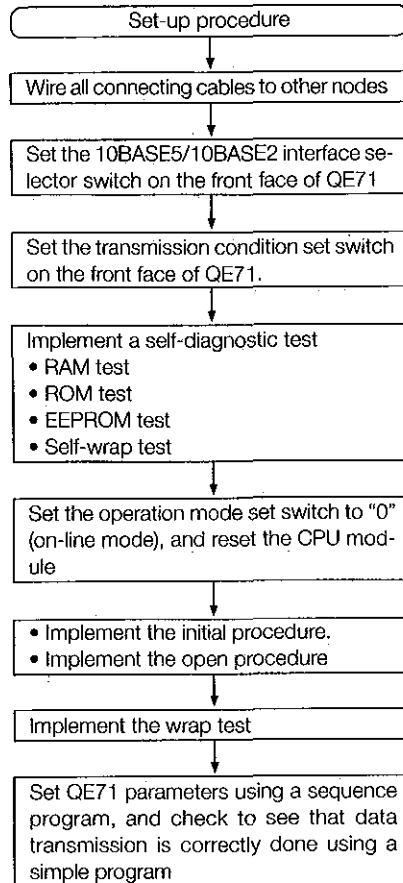 Set-up procedure
Wire all connecting cables to other nodes
Set the 10BASE5/10BASE2 interface se-
lector switch on the front face of QE71
Set the transmission condition set switch
on the front face of QE71.
Implement a self-diagnostic test
• RAM test
• ROM test
• EEPROM test
• Self-wrap test
Set the operation mode set switch to "0"
(on-line mode), and reset the CPU mod-
ule
• Implement the initial procedure.
• Implement the open procedure
Implement the wrap test
Set QE71 parameters using a sequence
program, and check to see that data
transmission is correctly done using a
simple program